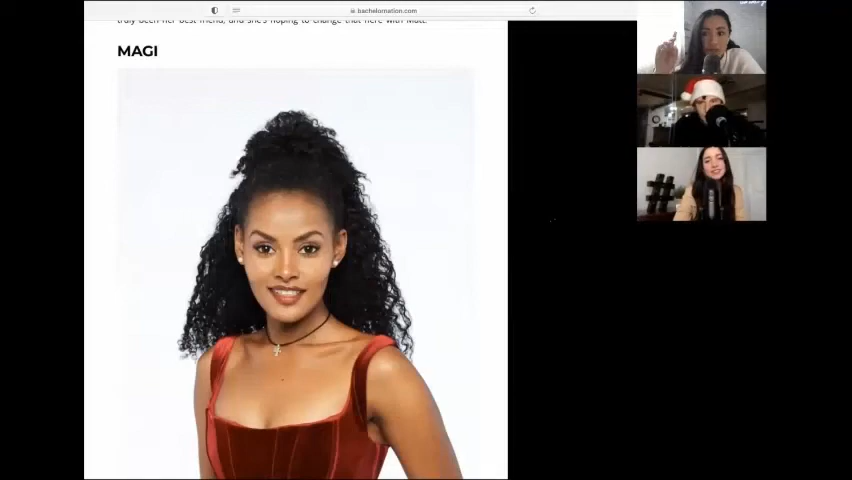 bachelornation.com
truly been her best friend, and she's hoping to change that here with Matt.
MAGI